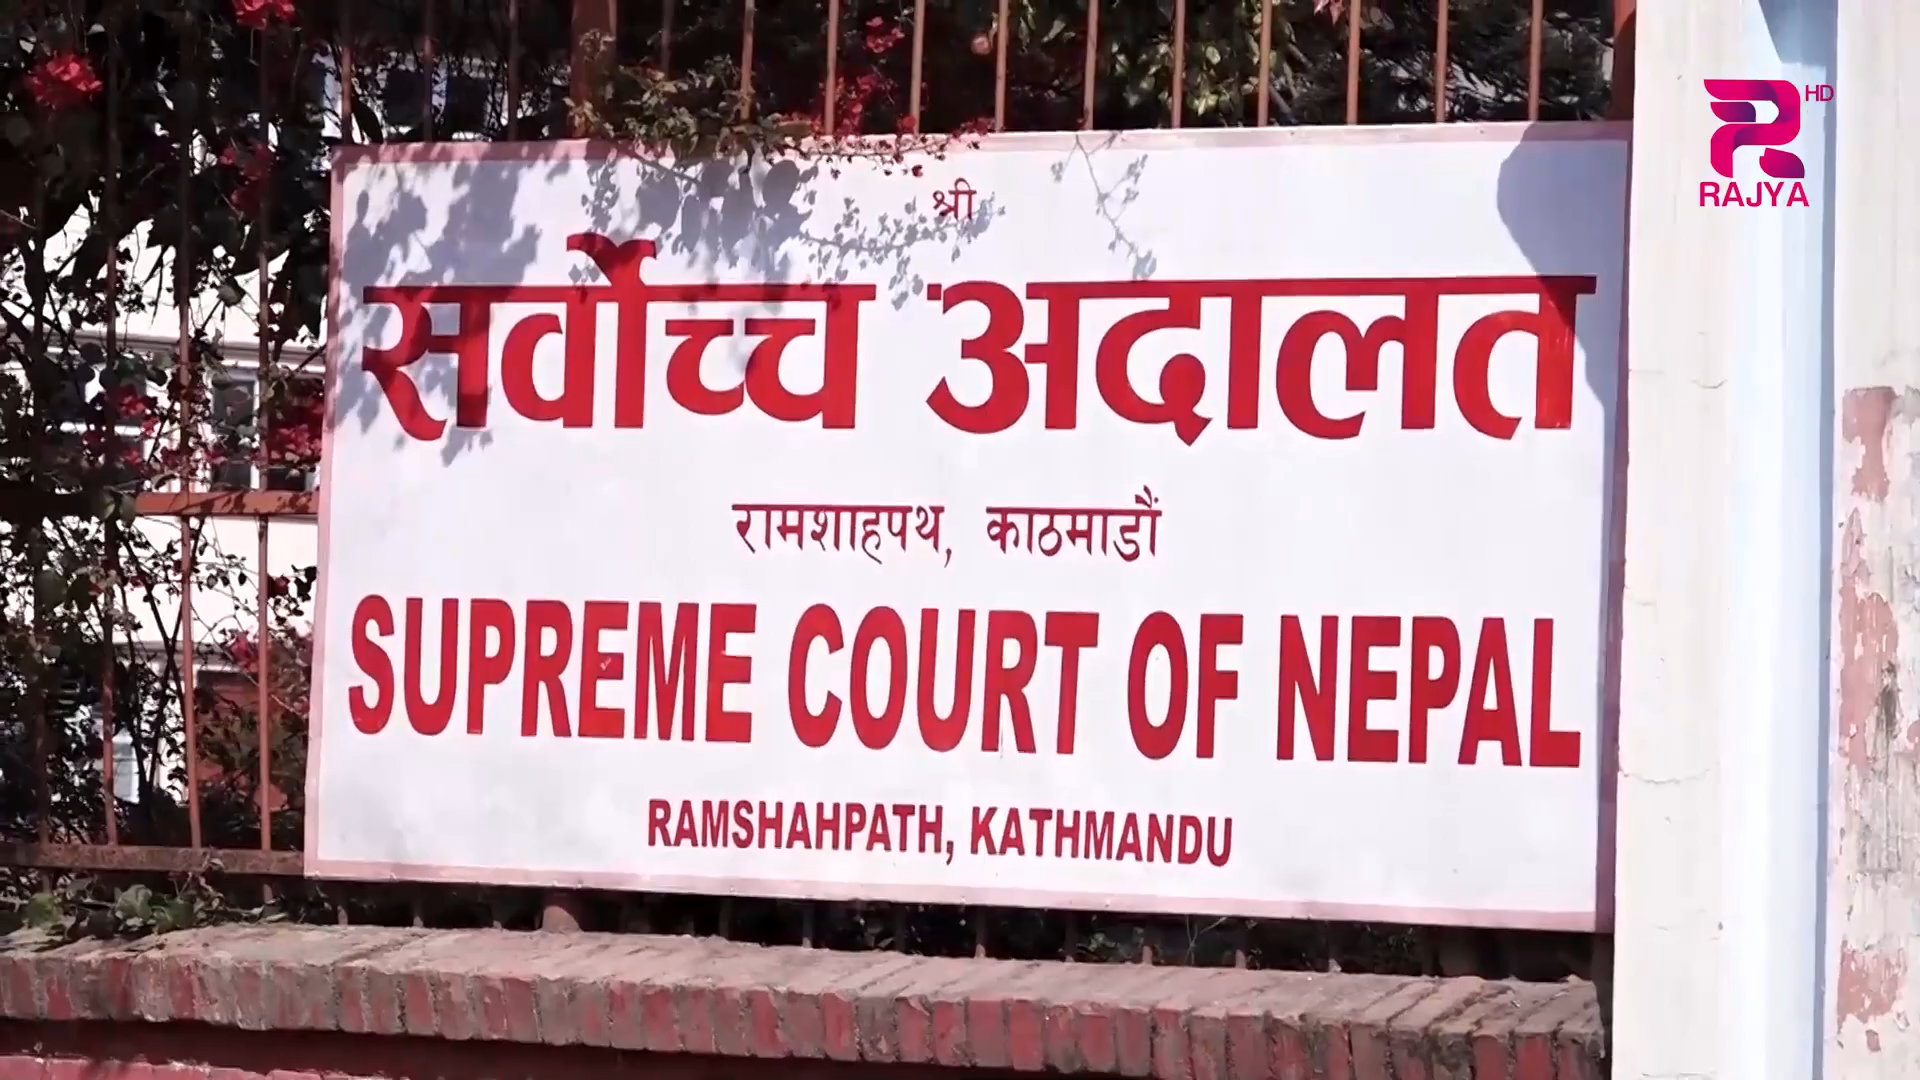 श्री
सर्वोच्च अदालत
रामशाहपथ, काठमाडौं
SUPREME COURT OF NEPAL
RAMSHAHPATH, KATHMANDU
HD
RAJYA